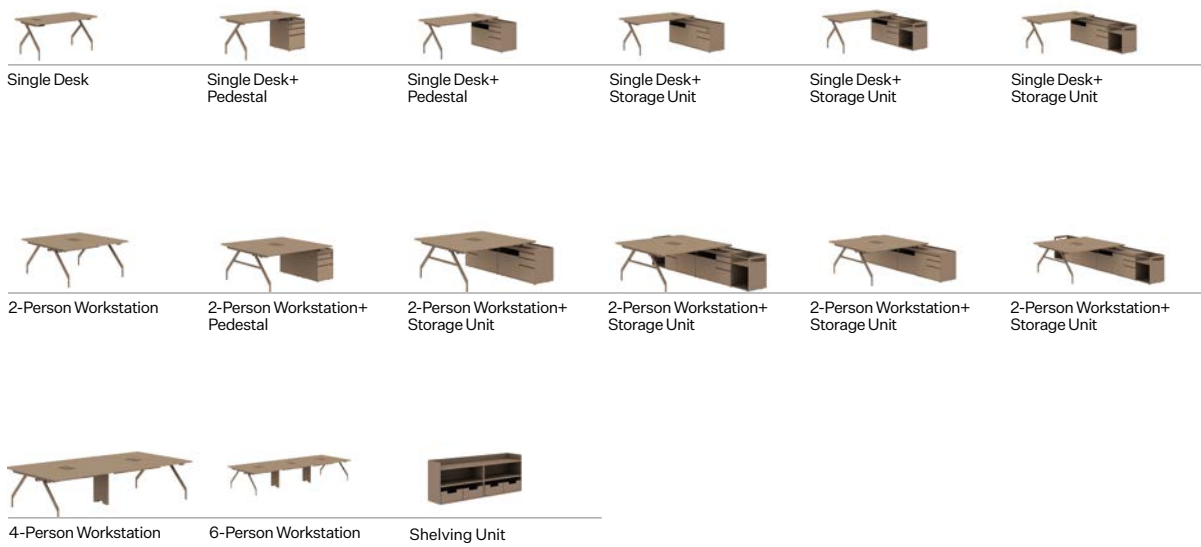 Single Desk
Single Desk+
Pedestal
Single Desk+
Pedestal
Single Desk+
Storage Unit
Single Desk+
Storage Unit
Single Desk+
Storage Unit
2-Person Workstation
2-Person Workstation+
Pedestal
2-Person Workstation+
Storage Unit
2-Person Workstation+
Storage Unit
2-Person Workstation+
Storage Unit
2-Person Workstation+
Storage Unit
4-Person Workstation
6-Person Workstation
Shelving Unit